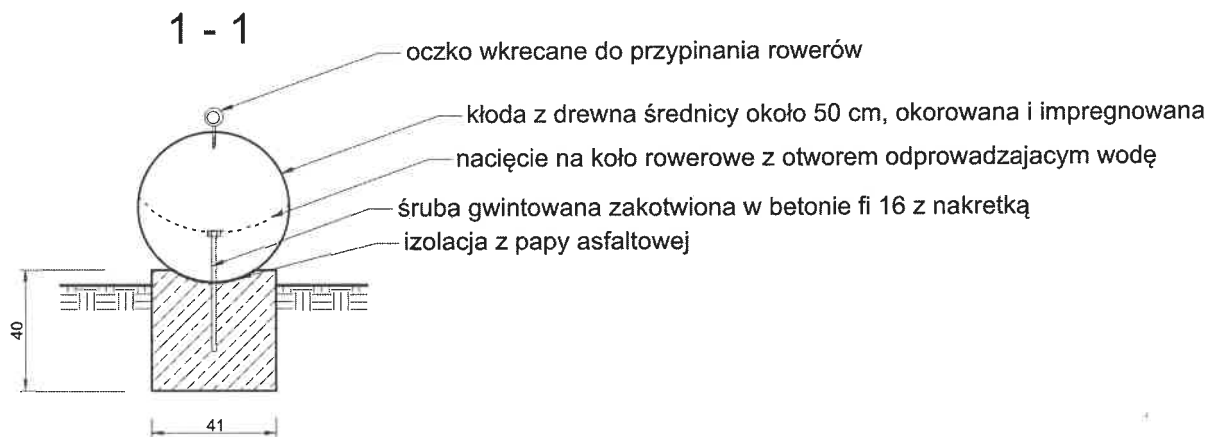 1 - 1
oczko wkrecane do przypinania rowerów
kłoda z drewna średnicy około 50 cm, okorowana i impregnowana
nacięcie na koło rowerowe z otworem odprowadzajacym wodę
śruba gwintowana zakotwiona w betonie fi 16 z nakretką
izolacja z papy asfaltowej
40
41